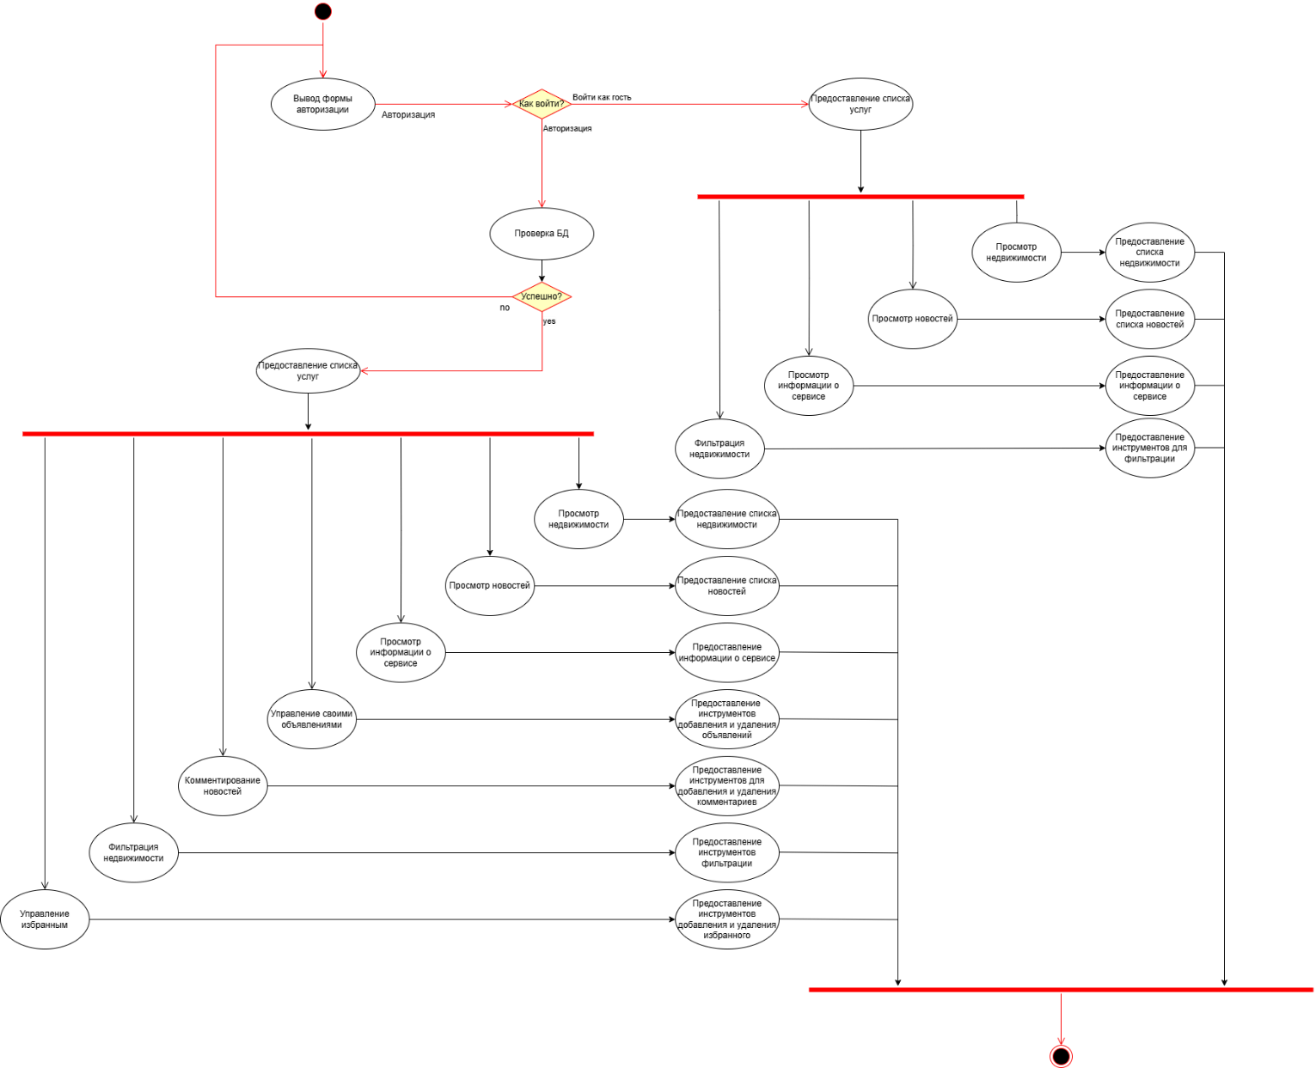 Вывод формы
авторизации
Авторизация
Как войти?
Войти как гость
Авторизация
Предоставление списка
услуг
Проверка БД
Успешно?
no
yes
Предоставление списка
услуг
Просмотр
недвижимости
Предоставление
списка
недвижимости
Просмотр новостей
Предоставление
списка новостей
Просмотр
информации о
сервисе
Предоставление
информации о
сервисе
Фильтрация
недвижимости
Предоставление
инструментов для
фильтрации
Просмотр
недвижимости
Предоставление списка
недвижимости
Просмотр новостей
Предоставление списка
новостей
Просмотр
информации о
сервисе
Предоставление
информации о сервисе
Управление своими
объявлениями
Предоставление
инструментов
добавления и удаления
объявлений
Комментирование
новостей
Предоставление
инструментов для
добавления и удаления
комментариев
Фильтрация
недвижимости
Предоставление
инструментов
фильтрации
Управление
избранным
Предоставление
инструментов
добавления и удаления
избранного